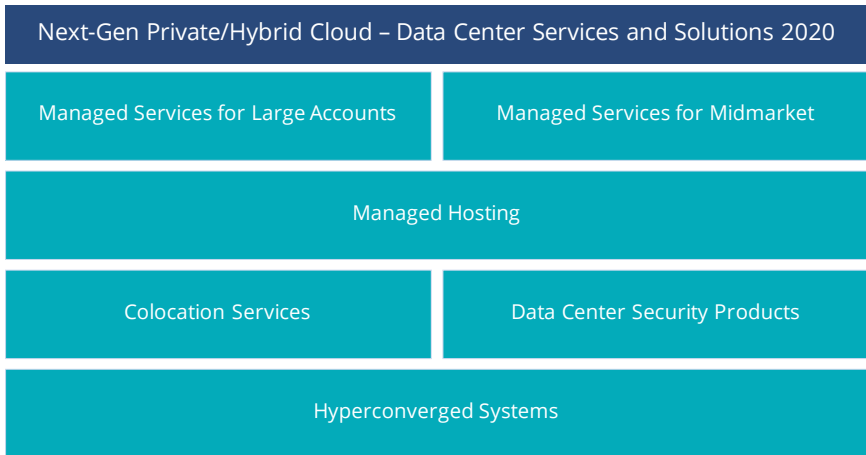 Next-Gen Private/Hybrid Cloud – Data Center Services and Solutions 2020
Managed Services for Large Accounts
Managed Services for Midmarket
Managed Hosting
Colocation Services
Data Center Security Products
Hyperconverged Systems